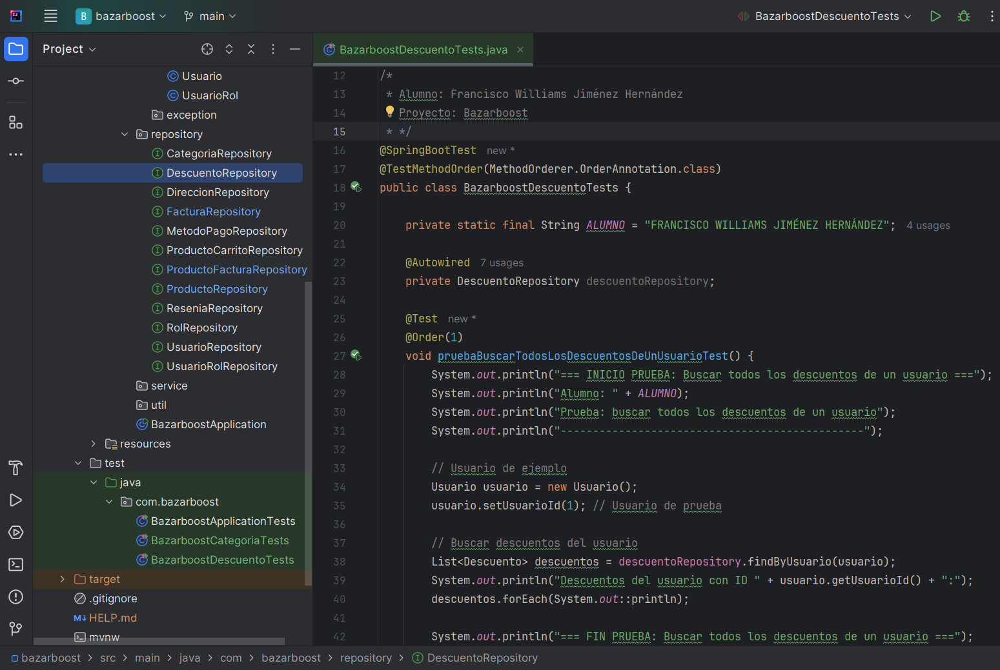 B bazarboost main BazarboostDescuentoTests
Project
Usuario
UsuarioRol
exception
repository
CategoriaRepository
DescuentoRepository
DireccionRepository
FacturaRepository
MetodoPagoRepository
ProductoCarritoRepository
ProductoFacturaRepository
ProductoRepository
ReseniaRepository
RolRepository
UsuarioRepository
UsuarioRolRepository
service
util
BazarboostApplication
resources
test
java
com.bazarboost
BazarboostApplicationTests
BazarboostCategoriaTests
BazarboostDescuentoTests
target
.gitignore
M↓ HELP.md
mvnw
BazarboostDescuentoTests.java ×
12 /*
13 * Alumno: Francisco Williams Jiménez Hernández
14 Proyecto: Bazarboost
15 * */
16 @SpringBootTest new *
17 @TestMethodOrder(MethodOrderer.OrderAnnotation.class)
18 public class BazarboostDescuentoTests {
19
20 private static final String ALUMNO = "FRANCISCO WILLIAMS JIMÉNEZ HERNÁNDEZ"; 4 usages
21
22 @Autowired 7 usages
23 private DescuentoRepository descuentoRepository;
24
25 @Test new *
26 @Order(1)
27 void pruebaBuscarTodosLosDescuentosDeUnUsuarioTest() {
28 System.out.println("=== INICIO PRUEBA: Buscar todos los descuentos de un usuario ===");
29 System.out.println("Alumno: " + ALUMNO);
30 System.out.println("Prueba: buscar todos los descuentos de un usuario");
31 System.out.println("-----------------------------------------------");
32
33 // Usuario de ejemplo
34 Usuario usuario = new Usuario();
35 usuario.setUsuarioId(1); // Usuario de prueba
36
37 // Buscar descuentos del usuario
38 List<Descuento> descuentos = descuentoRepository.findByUsuario(usuario);
39 System.out.println("Descuentos del usuario con ID " + usuario.getUsuarioId() + ":");
40 descuentos.forEach(System.out::println);
41
42 System.out.println("=== FIN PRUEBA: Buscar todos los descuentos de un usuario ===");
bazarboost > src > main > java > com > bazarboost > repository > DescuentoRepository